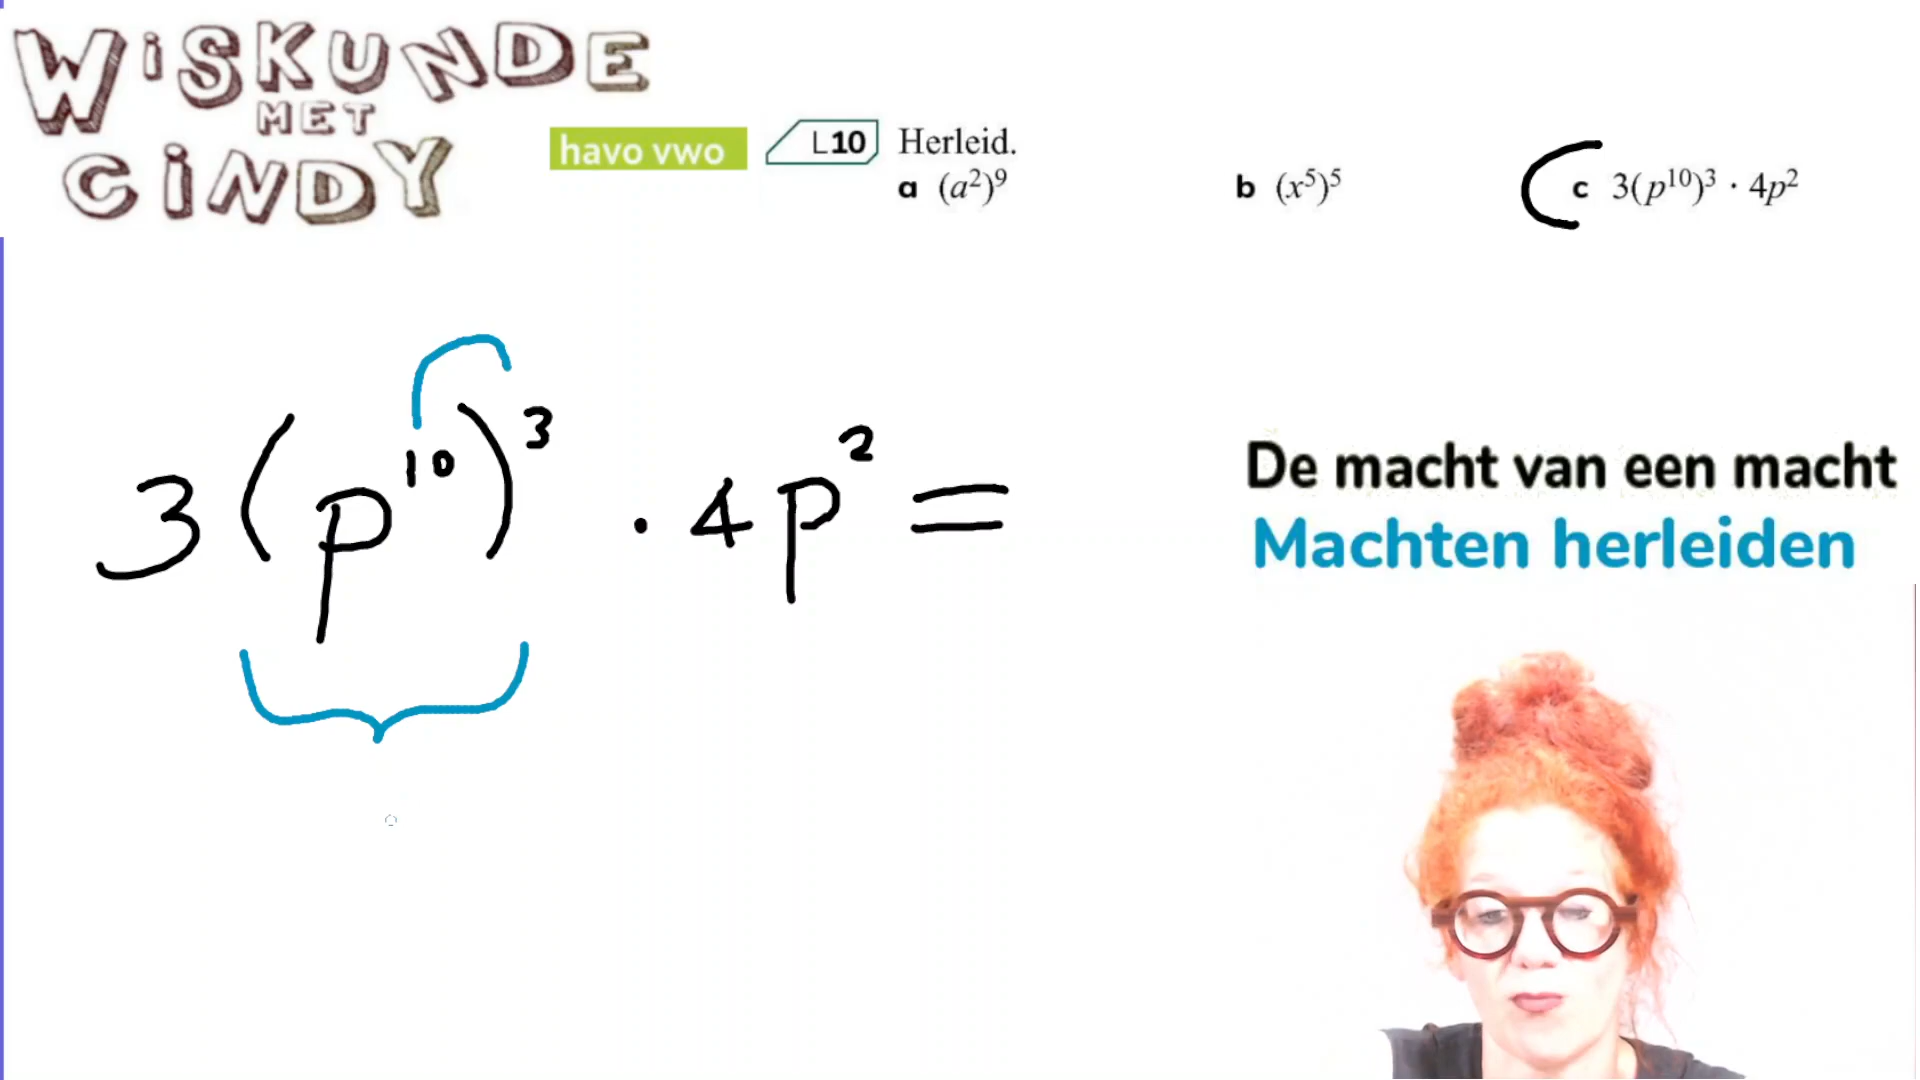 WiSKUNDE
MET
CiNDY
havo vwo
L10 Herleid.
a (a²)⁹ b (x⁵)⁵ c 3(p¹⁰)³ · 4p²
3(p¹⁰)³ · 4p² =
De macht van een macht
Machten herleiden